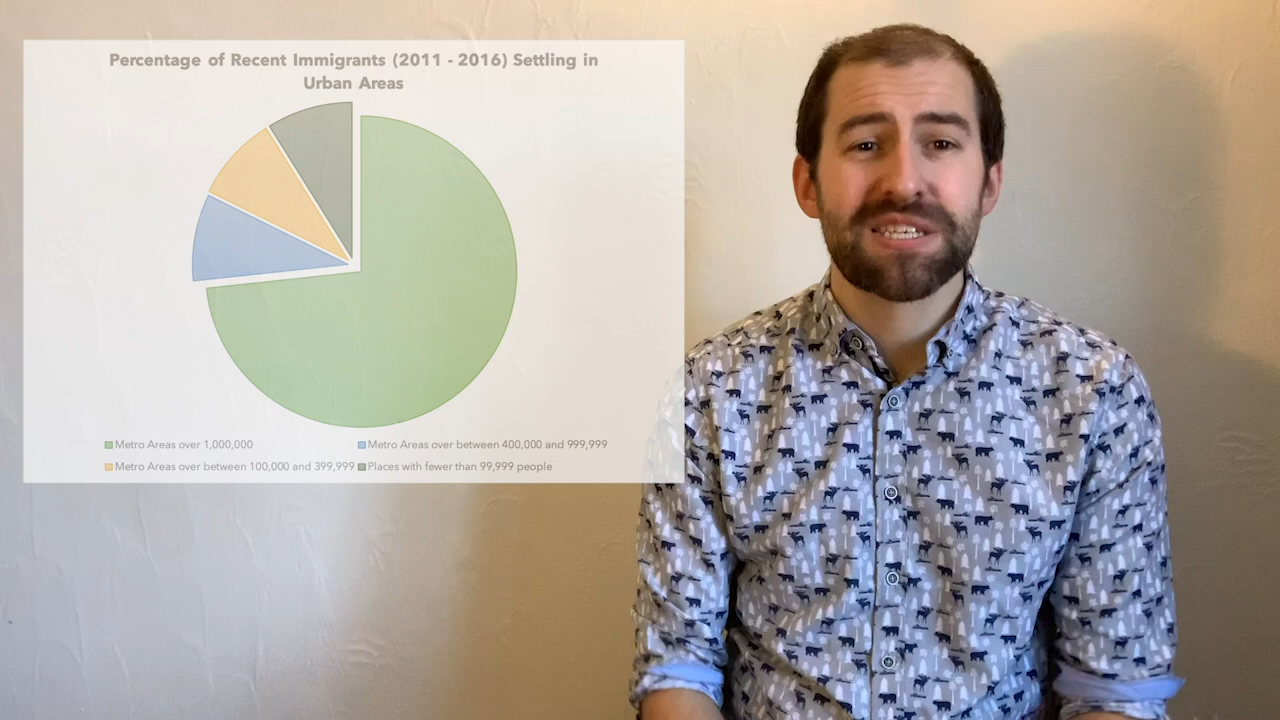 Percentage of Recent Immigrants (2011 - 2016) Settling in
Urban Areas
Metro Areas over 1,000,000
Metro Areas over between 400,000 and 999,999
Metro Areas over between 100,000 and 399,999
Places with fewer than 99,999 people